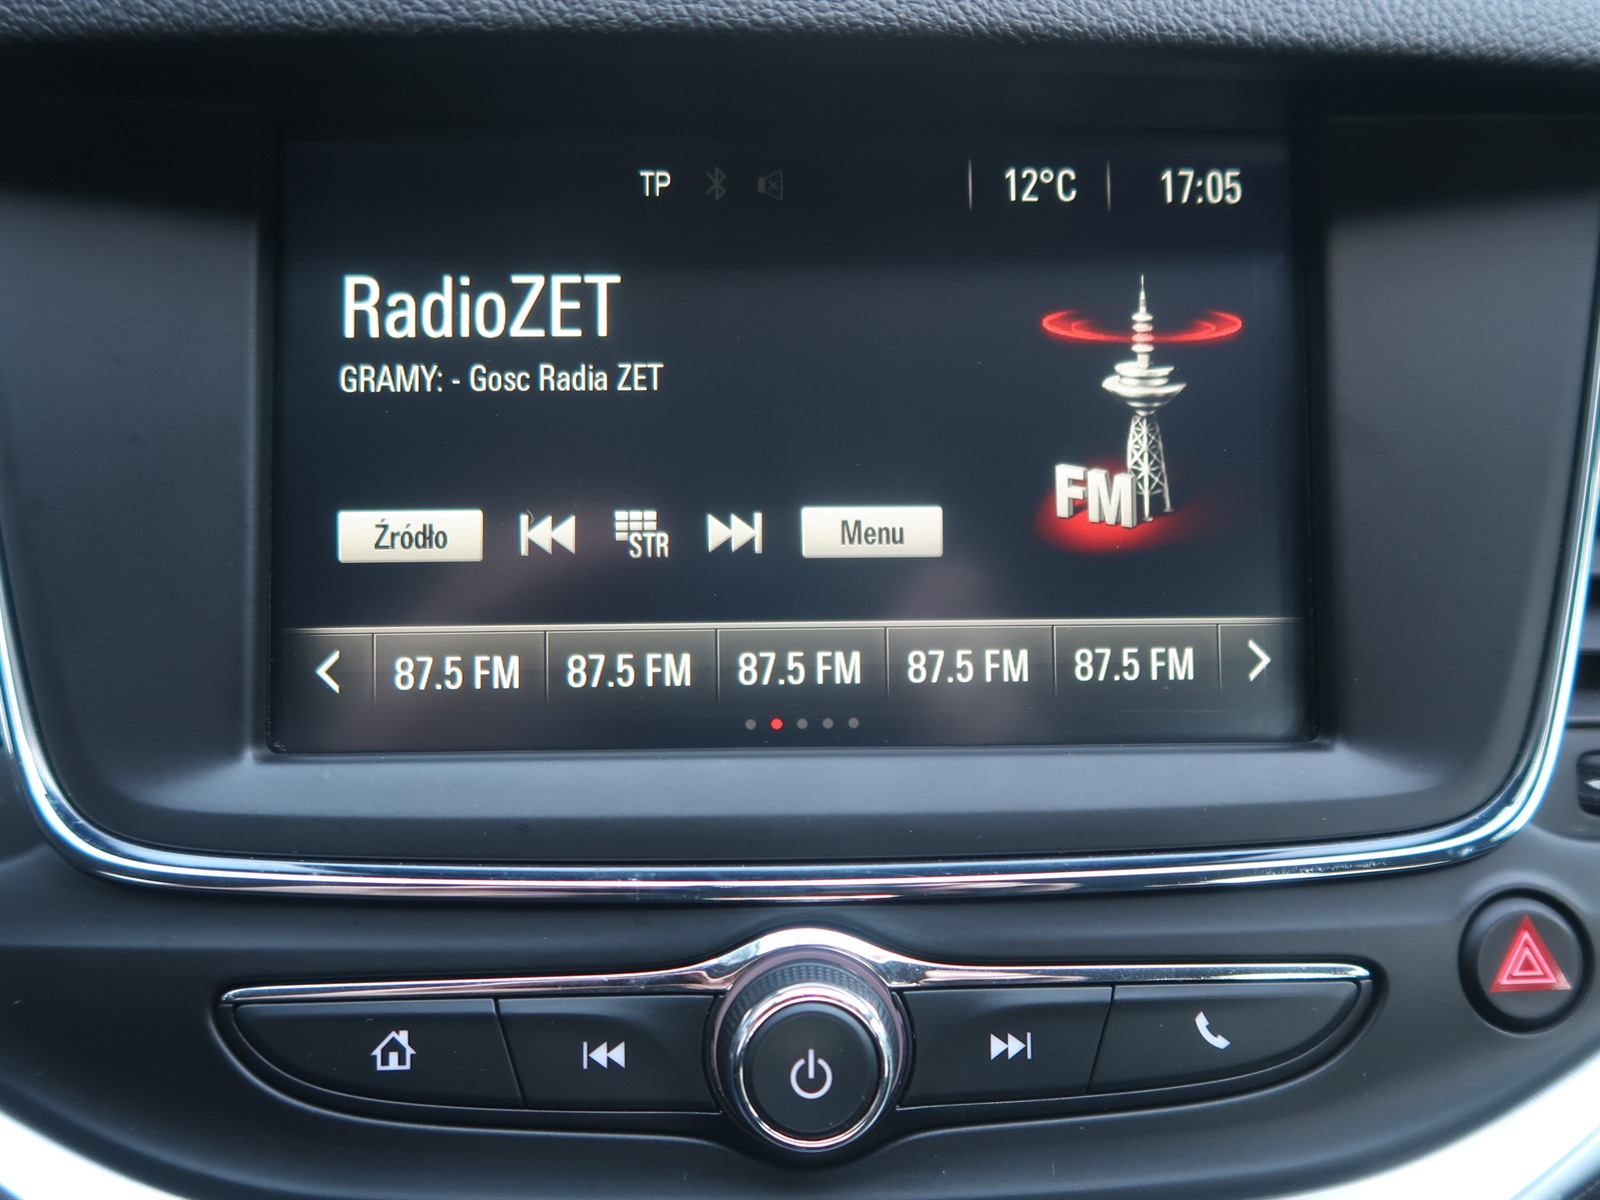 TP
12°C
17:05
RadioZET
GRAMY: - Gosc Radia ZET
FM
Źródło
STR
Menu
87.5 FM
87.5 FM
87.5 FM
87.5 FM
87.5 FM